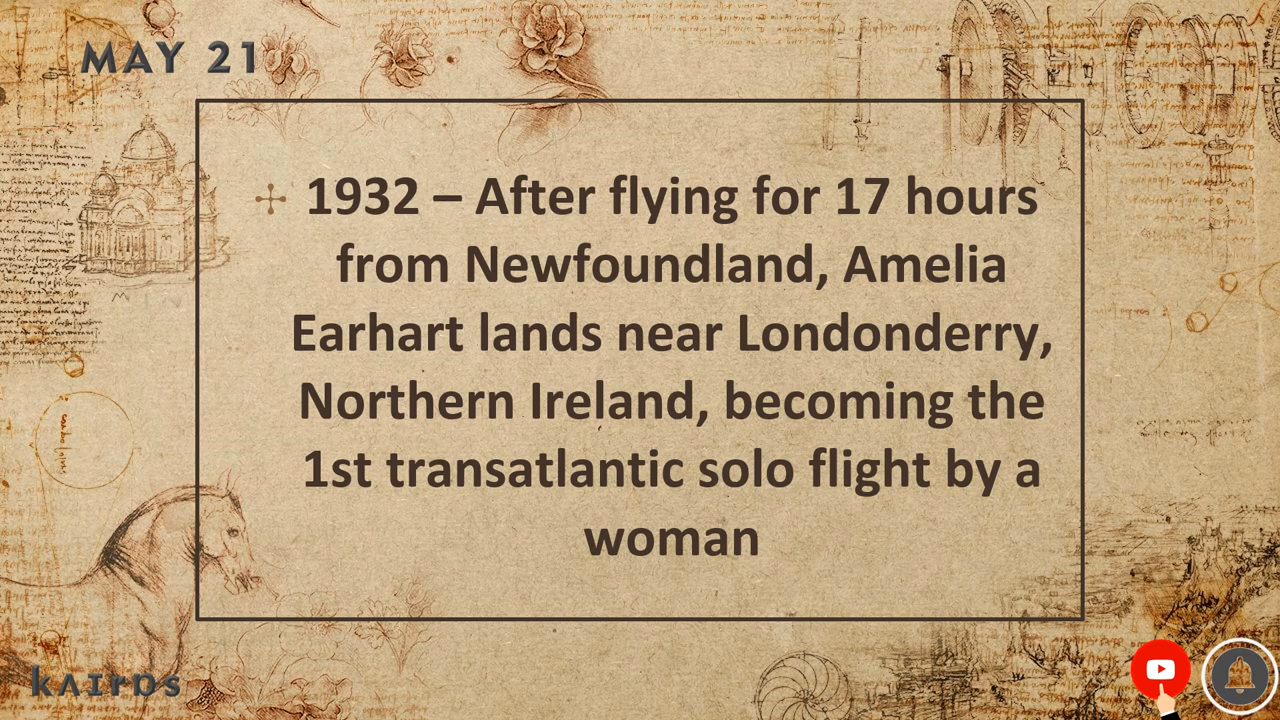 MAY 21
1932 – After flying for 17 hours
from Newfoundland, Amelia
Earhart lands near Londonderry,
Northern Ireland, becoming the
1st transatlantic solo flight by a
woman